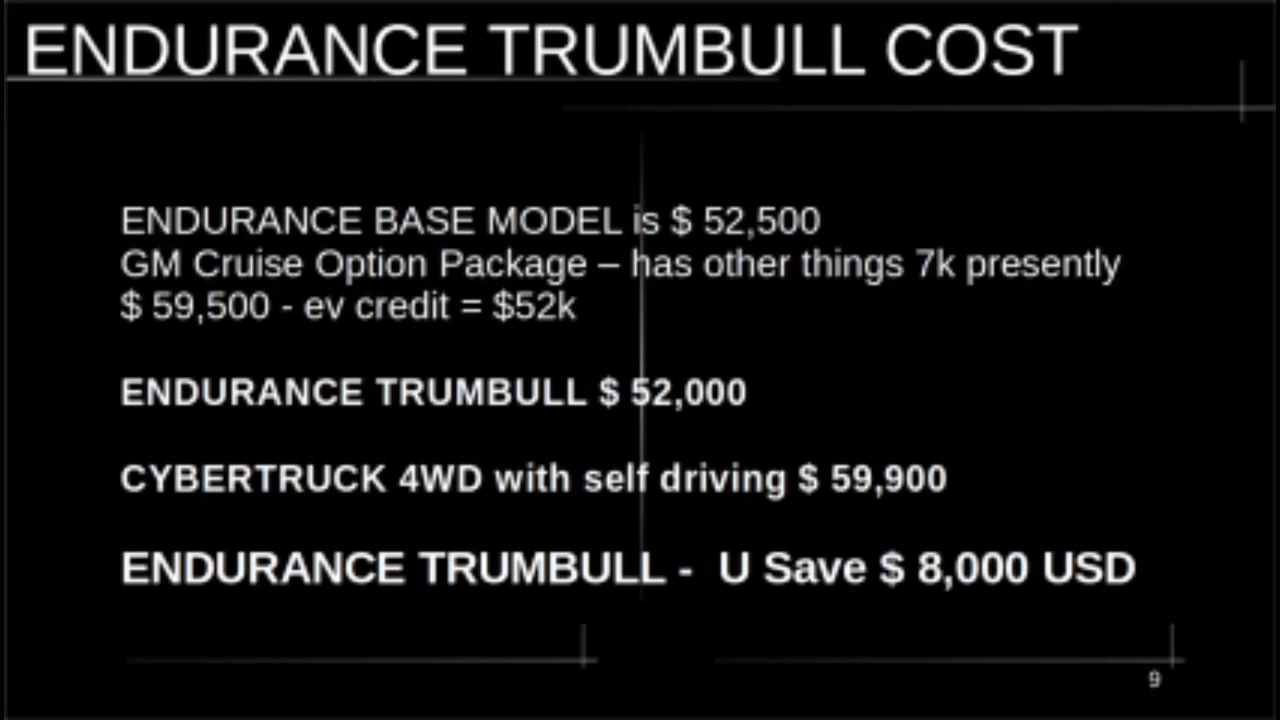 ENDURANCE TRUMBULL COST
ENDURANCE BASE MODEL is $ 52,500
GM Cruise Option Package – has other things 7k presently
$ 59,500 - ev credit = $52k
ENDURANCE TRUMBULL $ 52,000
CYBERTRUCK 4WD with self driving $ 59,900
ENDURANCE TRUMBULL - U Save $ 8,000 USD
9